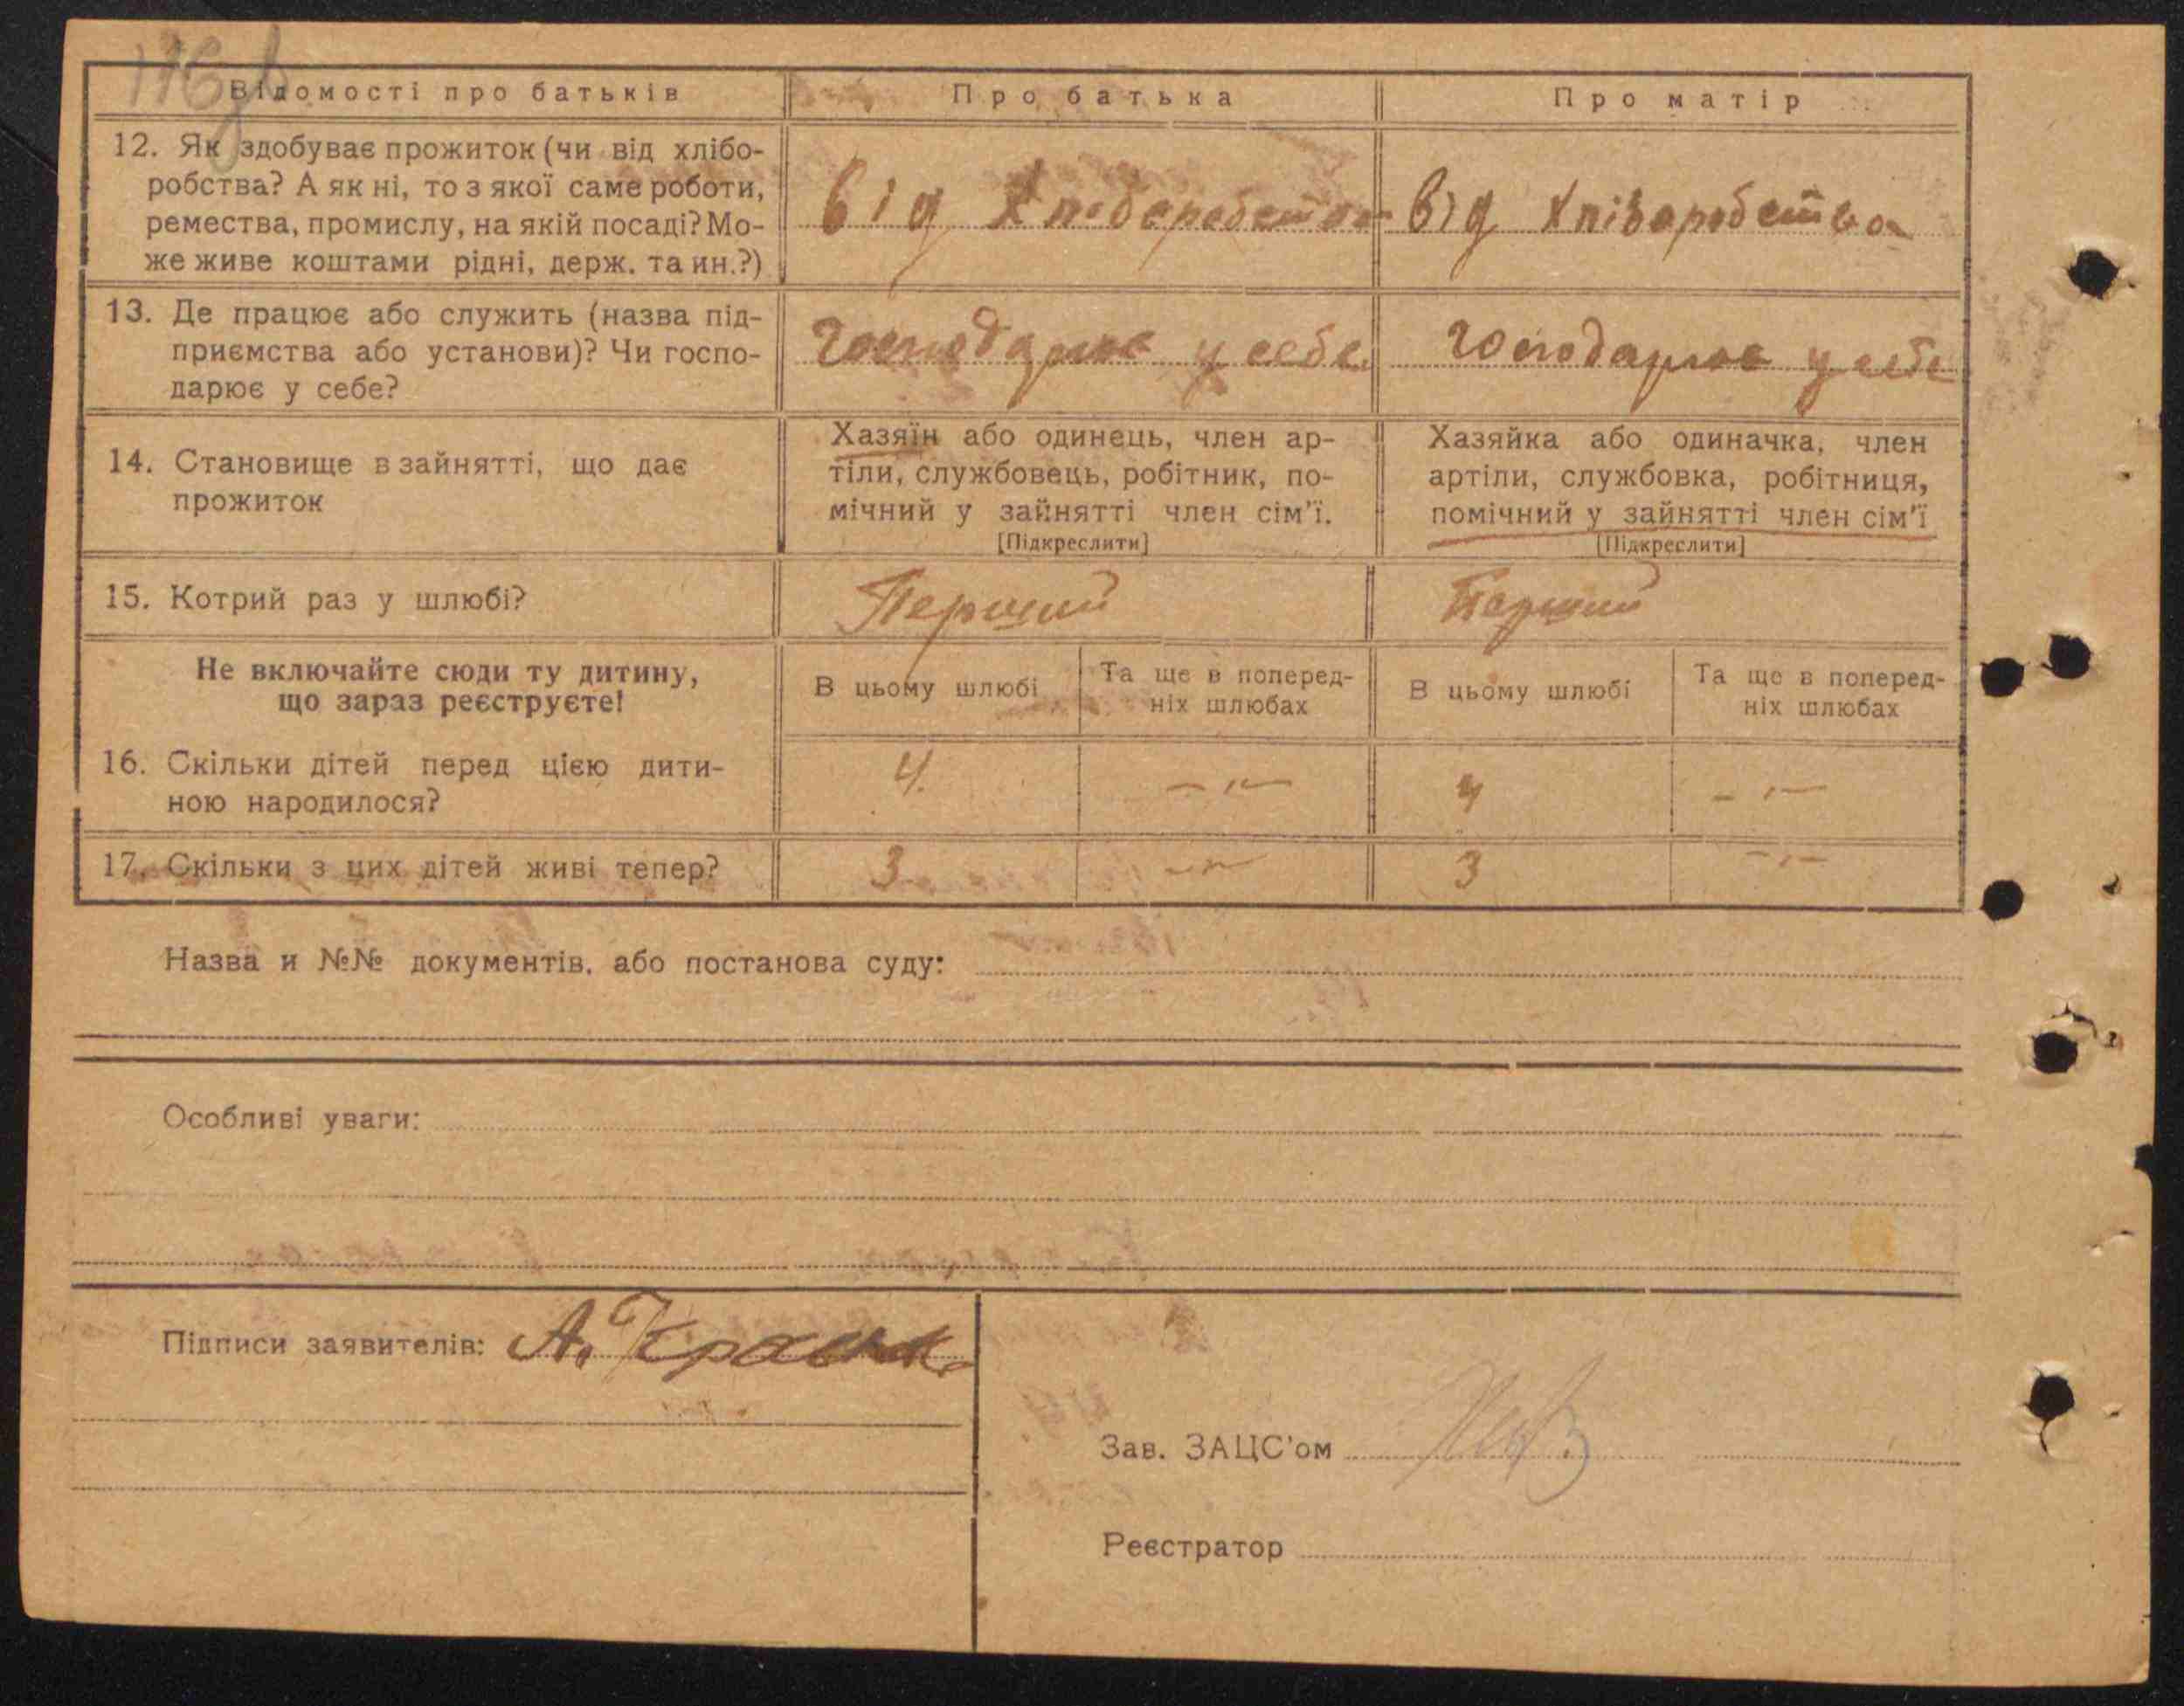 Відомості про батьків
Про батька
Про матір
12. Як здобуває прожиток (чи від хлібо-
робства? А як ні, то з якої саме роботи,
ремества, промислу, на якій посаді? Мо-
же живе коштами рідні, держ. та ин.?)
від
від
13. Де працює або служить (назва під-
приємства або установи)? Чи госпо-
дарює у себе?
господарює у себе
господарює у себе
14. Становище в зайнятті, що дає
прожиток
Хазяїн або одинець, член ар-
тіли, службовець, робітник, по-
мічний у зайнятті член сім'ї.
[Підкреслити]
Хазяйка або одиначка, член
артіли, службовка, робітниця,
помічний у зайнятті член сім'ї
[Підкреслити]
15. Котрий раз у шлюбі?
Перший
Перший
Не включайте сюди ту дитину,
що зараз реєструєте!
В цьому шлюбі
Та ще в поперед-
ніх шлюбах
В цьому шлюбі
Та ще в поперед-
ніх шлюбах
16. Скільки дітей перед цією дити-
ною народилося?
4.
– „ –
4
– „ –
17. Скільки з цих дітей живі тепер?
3
– „ –
3
– „ –
Назва и №№ документів, або постанова суду:
Особливі уваги:
Підписи заявителів: А.
Зав. ЗАЦС'ом
Реєстратор